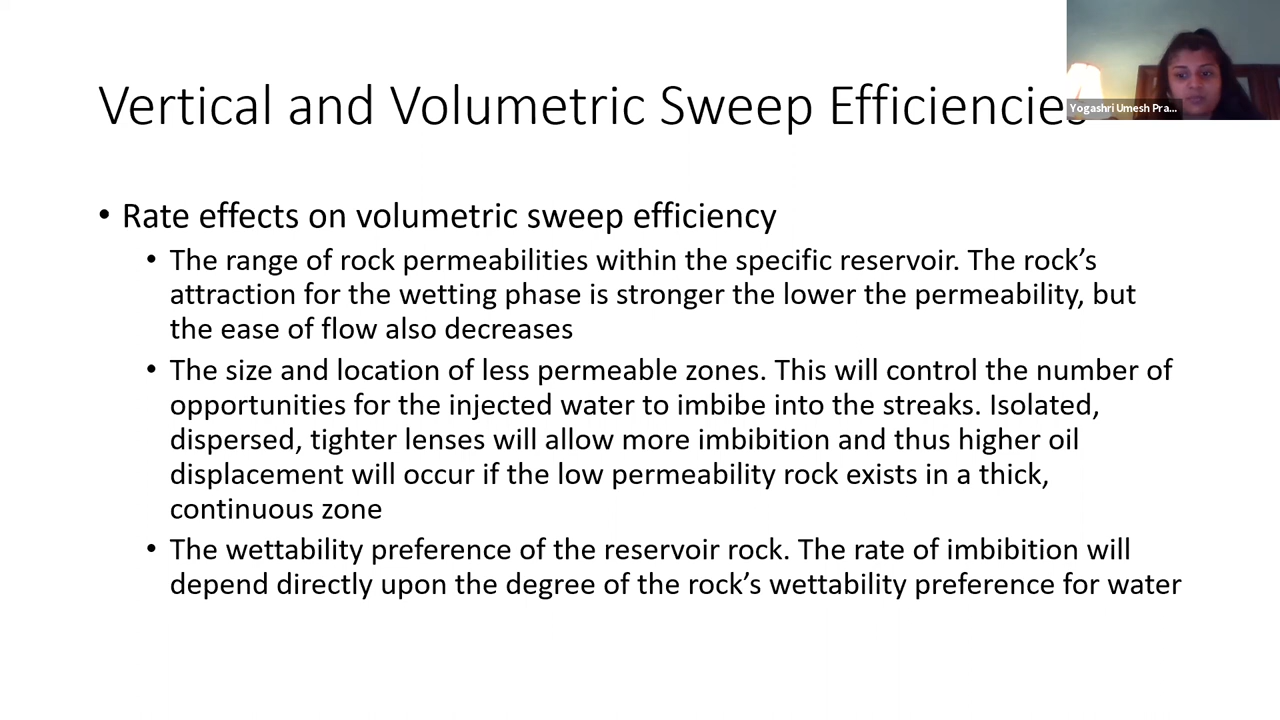 Vertical and Volumetric Sweep Efficiencies
Yogashri Umesh Pra...
• Rate effects on volumetric sweep efficiency
• The range of rock permeabilities within the specific reservoir. The rock’s
attraction for the wetting phase is stronger the lower the permeability, but
the ease of flow also decreases
• The size and location of less permeable zones. This will control the number of
opportunities for the injected water to imbibe into the streaks. Isolated,
dispersed, tighter lenses will allow more imbibition and thus higher oil
displacement will occur if the low permeability rock exists in a thick,
continuous zone
• The wettability preference of the reservoir rock. The rate of imbibition will
depend directly upon the degree of the rock’s wettability preference for water